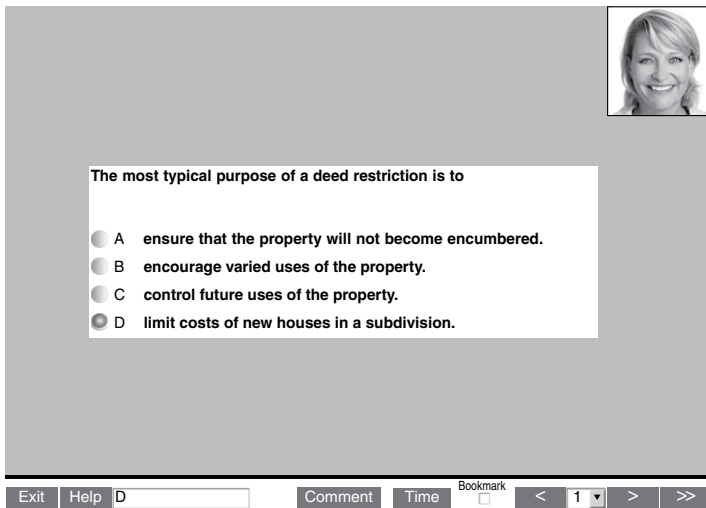 The most typical purpose of a deed restriction is to
A ensure that the property will not become encumbered.
B encourage varied uses of the property.
C control future uses of the property.
D limit costs of new houses in a subdivision.
Exit Help D Comment Time Bookmark < 1 > >>